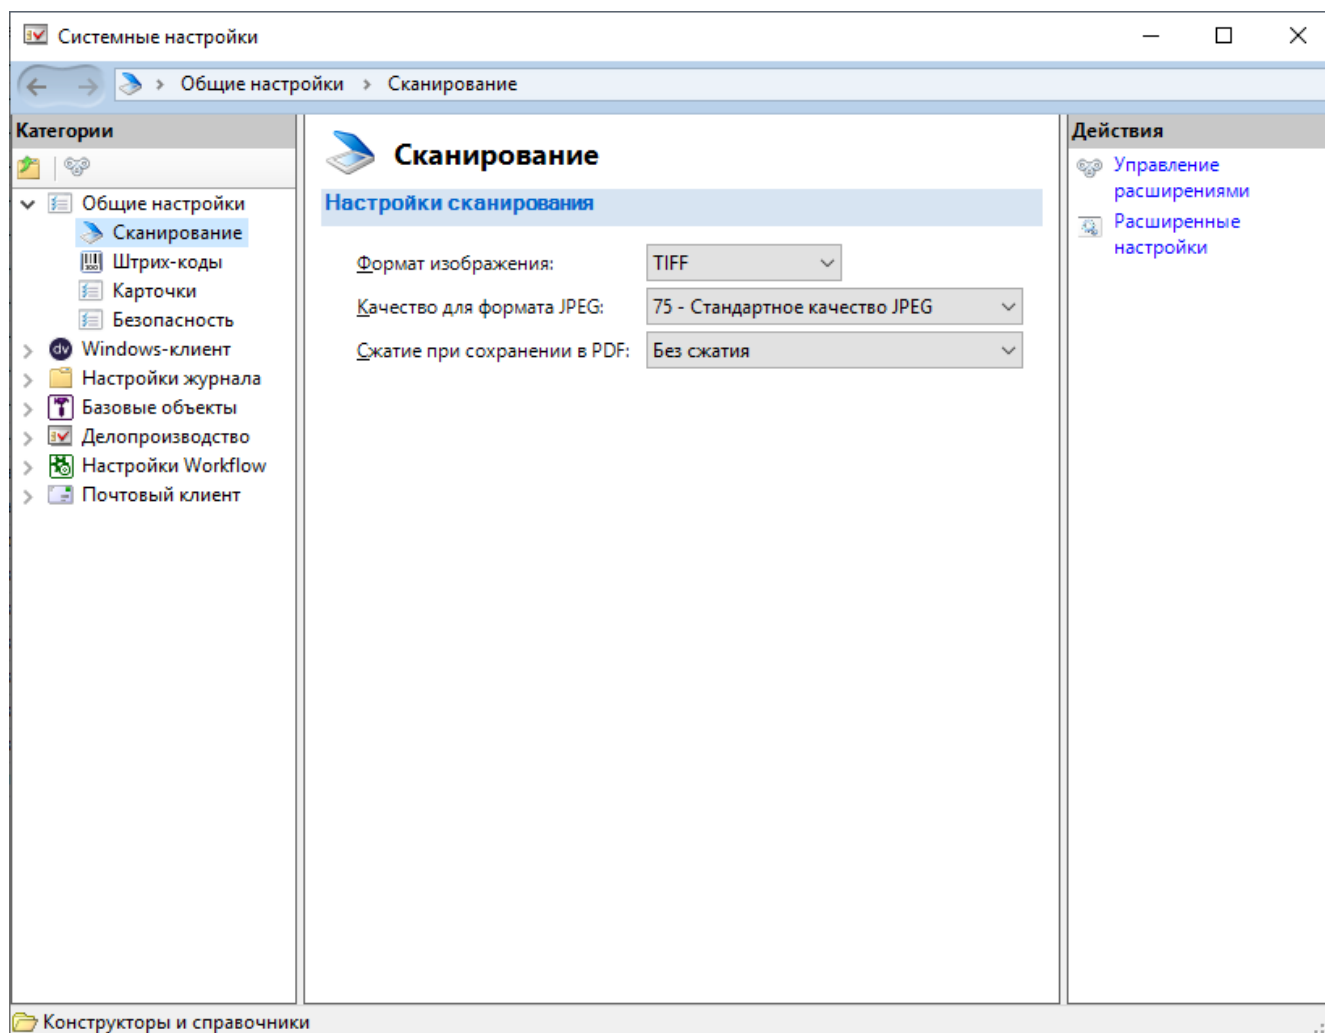 Системные настройки
Общие настройки › Сканирование
Категории
Общие настройки
Сканирование
Штрих-коды
Карточки
Безопасность
Windows-клиент
Настройки журнала
Базовые объекты
Делопроизводство
Настройки Workflow
Почтовый клиент
Сканирование
Настройки сканирования
Формат изображения: TIFF
Качество для формата JPEG: 75 - Стандартное качество JPEG
Сжатие при сохранении в PDF: Без сжатия
Действия
Управление
расширениями
Расширенные
настройки
Конструкторы и справочники